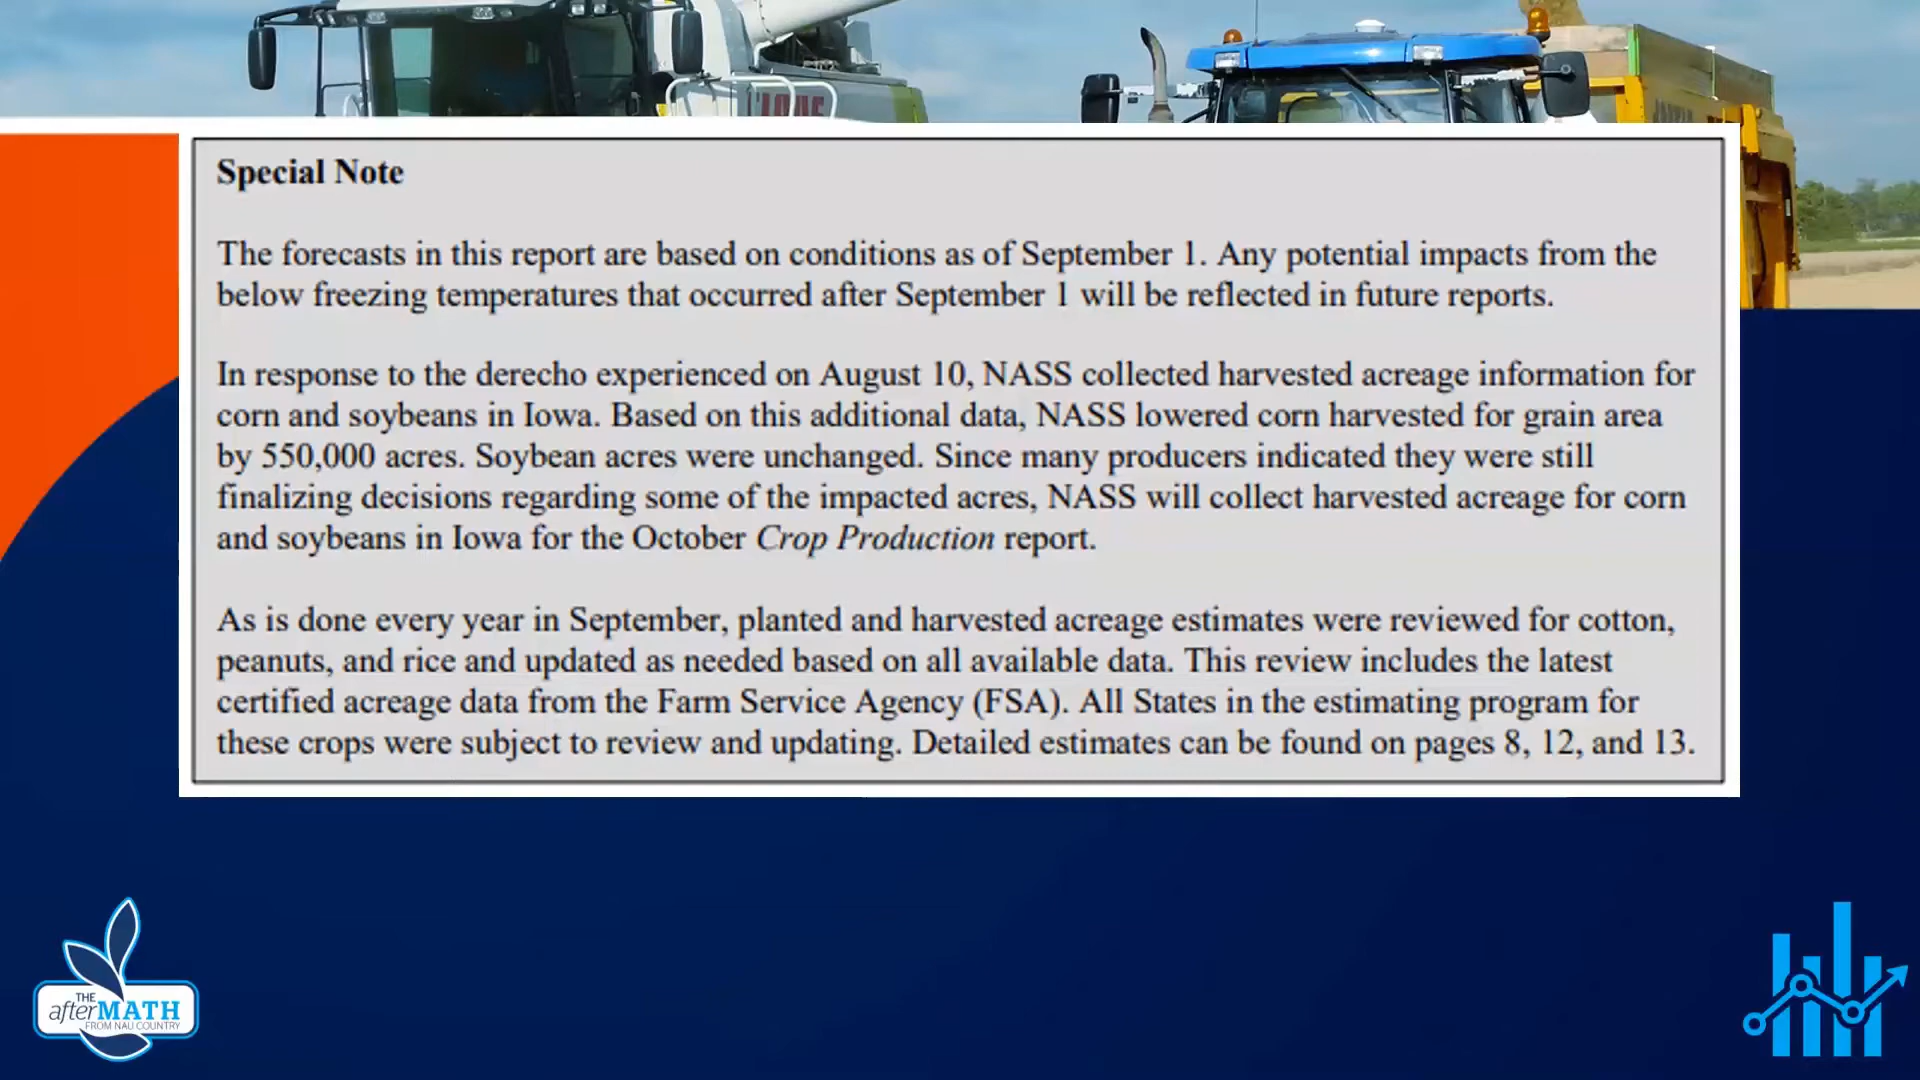 Special Note
The forecasts in this report are based on conditions as of September 1. Any potential impacts from the
below freezing temperatures that occurred after September 1 will be reflected in future reports.
In response to the derecho experienced on August 10, NASS collected harvested acreage information for
corn and soybeans in Iowa. Based on this additional data, NASS lowered corn harvested for grain area
by 550,000 acres. Soybean acres were unchanged. Since many producers indicated they were still
finalizing decisions regarding some of the impacted acres, NASS will collect harvested acreage for corn
and soybeans in Iowa for the October Crop Production report.
As is done every year in September, planted and harvested acreage estimates were reviewed for cotton,
peanuts, and rice and updated as needed based on all available data. This review includes the latest
certified acreage data from the Farm Service Agency (FSA). All States in the estimating program for
these crops were subject to review and updating. Detailed estimates can be found on pages 8, 12, and 13.
THE
afterMATH
FROM NAU COUNTRY